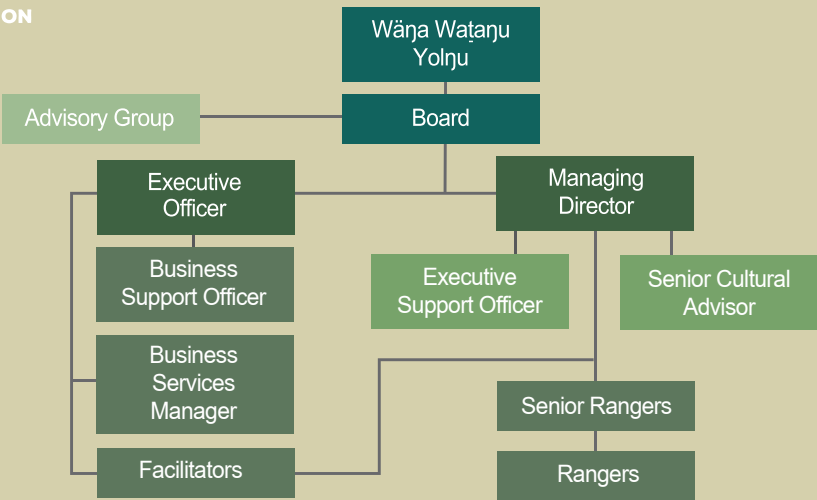 ON
Wäŋa Waṯaŋu
Yolŋu
Advisory Group
Board
Executive
Officer
Managing
Director
Business
Support Officer
Executive
Support Officer
Senior Cultural
Advisor
Business
Services
Manager
Senior Rangers
Facilitators
Rangers